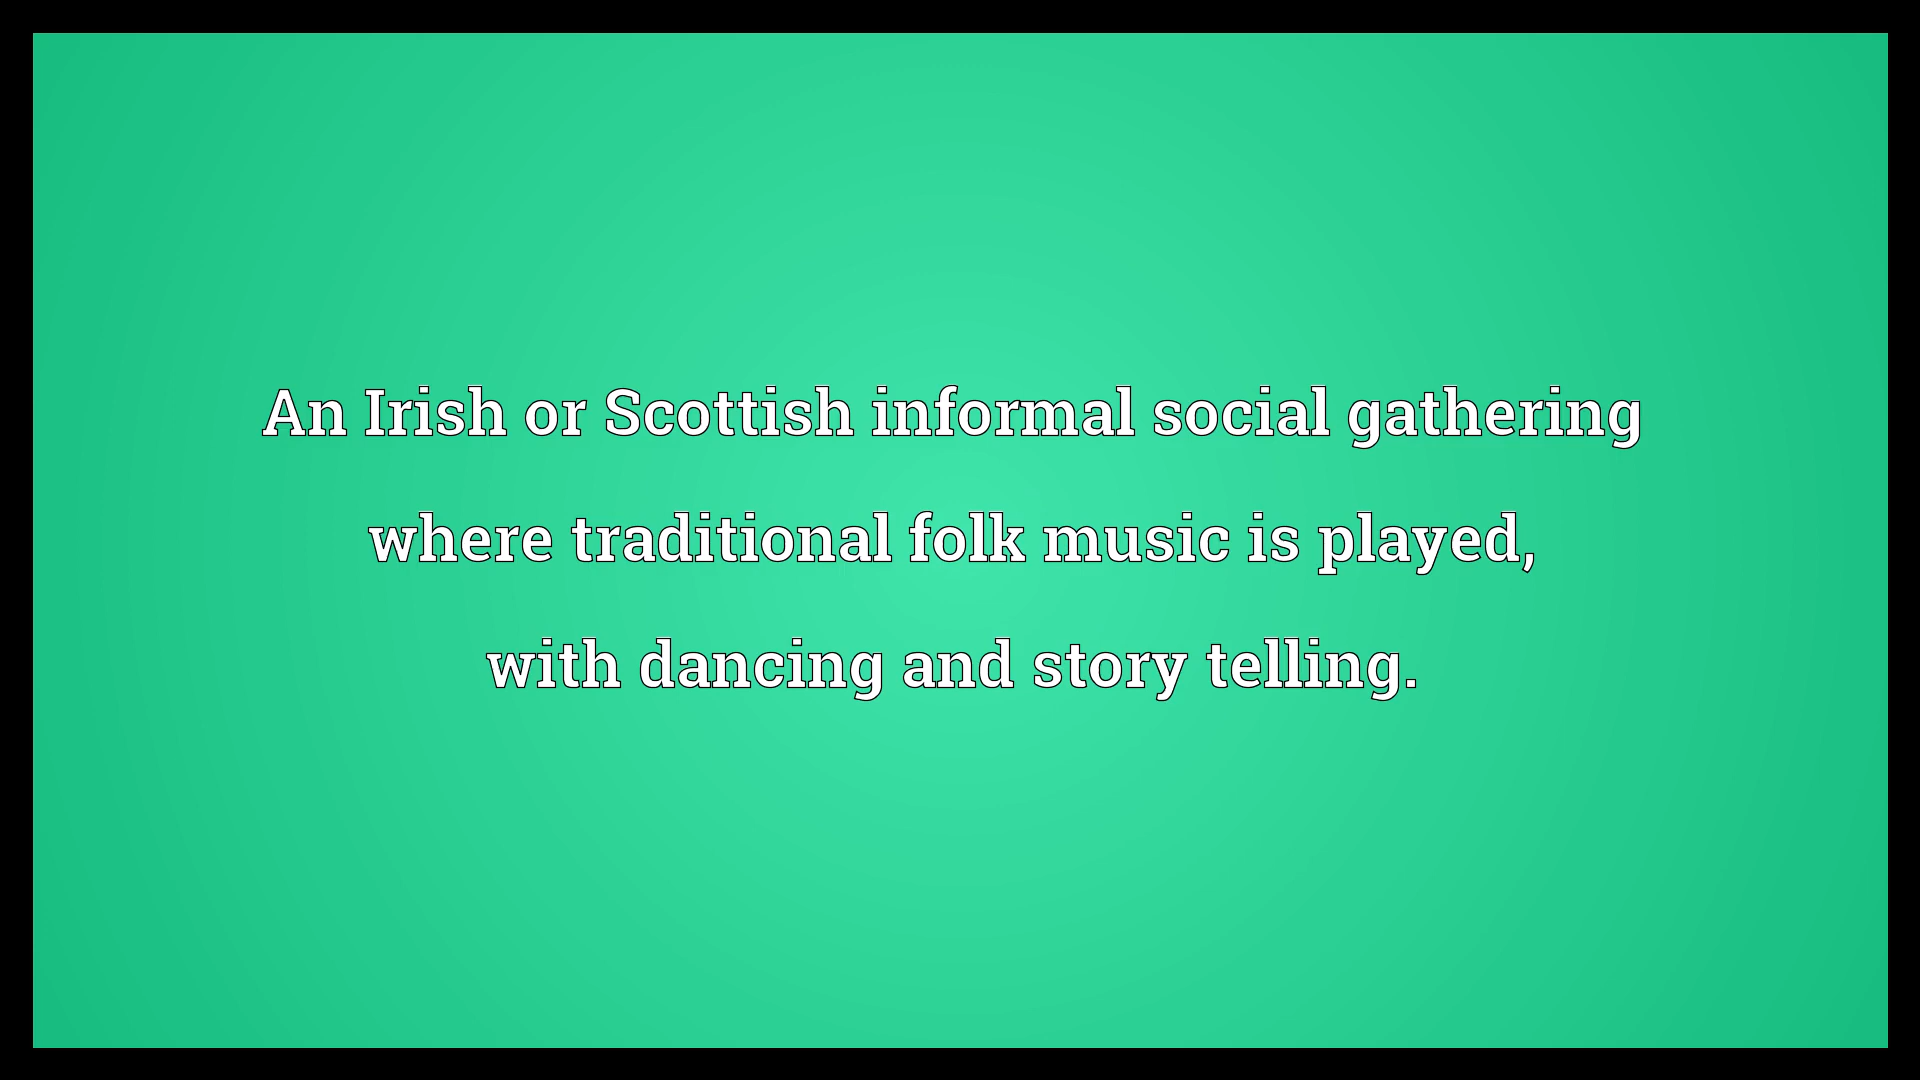 An Irish or Scottish informal social gathering
where traditional folk music is played,
with dancing and story telling.